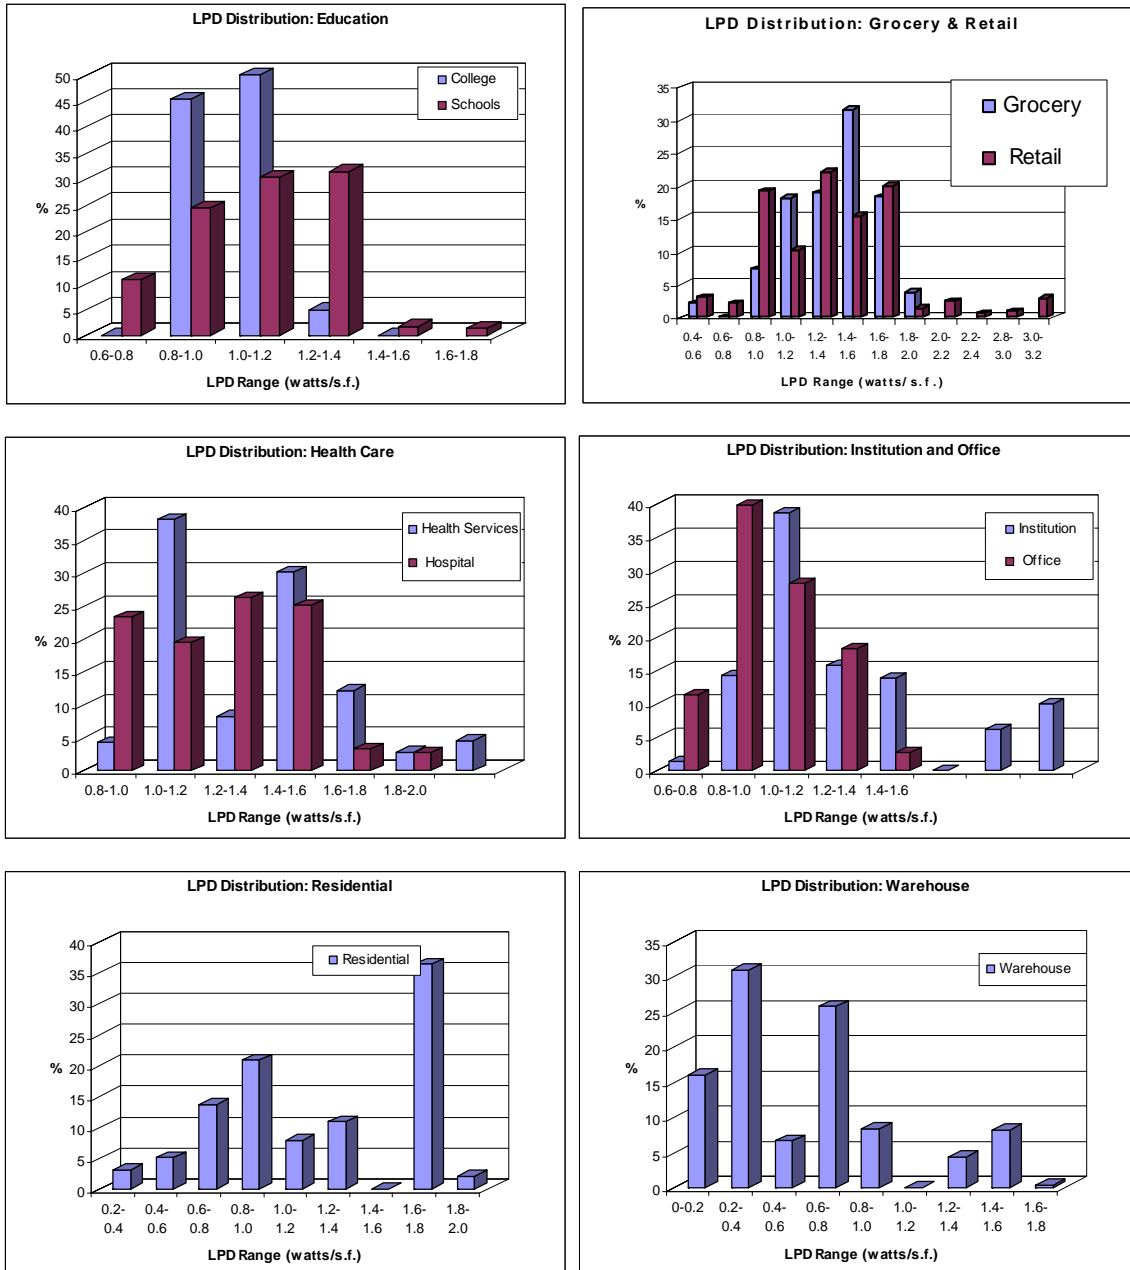 LPD Distribution: Education
College
Schools
50
45
40
35
30
25
20
15
10
5
0
%
0.6-0.8 0.8-1.0 1.0-1.2 1.2-1.4 1.4-1.6 1.6-1.8
LPD Range (watts/s.f.)
LPD Distribution: Grocery & Retail
Grocery
Retail
35
30
25
20
15
10
5
0
%
0.4- 0.6- 0.8- 1.0- 1.2- 1.4- 1.6- 1.8- 2.0- 2.2- 2.8- 3.0-
0.6 0.8 1.0 1.2 1.4 1.6 1.8 2.0 2.2 2.4 3.0 3.2
LPD Range (watts/ s.f.)
LPD Distribution: Health Care
Health Services
Hospital
40
35
30
25
20
15
10
5
0
%
0.8-1.0 1.0-1.2 1.2-1.4 1.4-1.6 1.6-1.8 1.8-2.0
LPD Range (watts/s.f.)
LPD Distribution: Institution and Office
Institution
Office
40
35
30
25
20
15
10
5
0
%
0.6-0.8 0.8-1.0 1.0-1.2 1.2-1.4 1.4-1.6
LPD Range (watts/s.f.)
LPD Distribution: Residential
Residential
40
35
30
25
20
15
10
5
0
%
0.2- 0.4- 0.6- 0.8- 1.0- 1.2- 1.4- 1.6- 1.8-
0.4 0.6 0.8 1.0 1.2 1.4 1.6 1.8 2.0
LPD Range (watts/s.f.)
LPD Distribution: Warehouse
Warehouse
35
30
25
20
15
10
5
0
%
0-0.2 0.2- 0.4- 0.6- 0.8- 1.0- 1.2- 1.4- 1.6-
0.4 0.6 0.8 1.0 1.2 1.4 1.6 1.8
LPD Range (watts/s.f.)